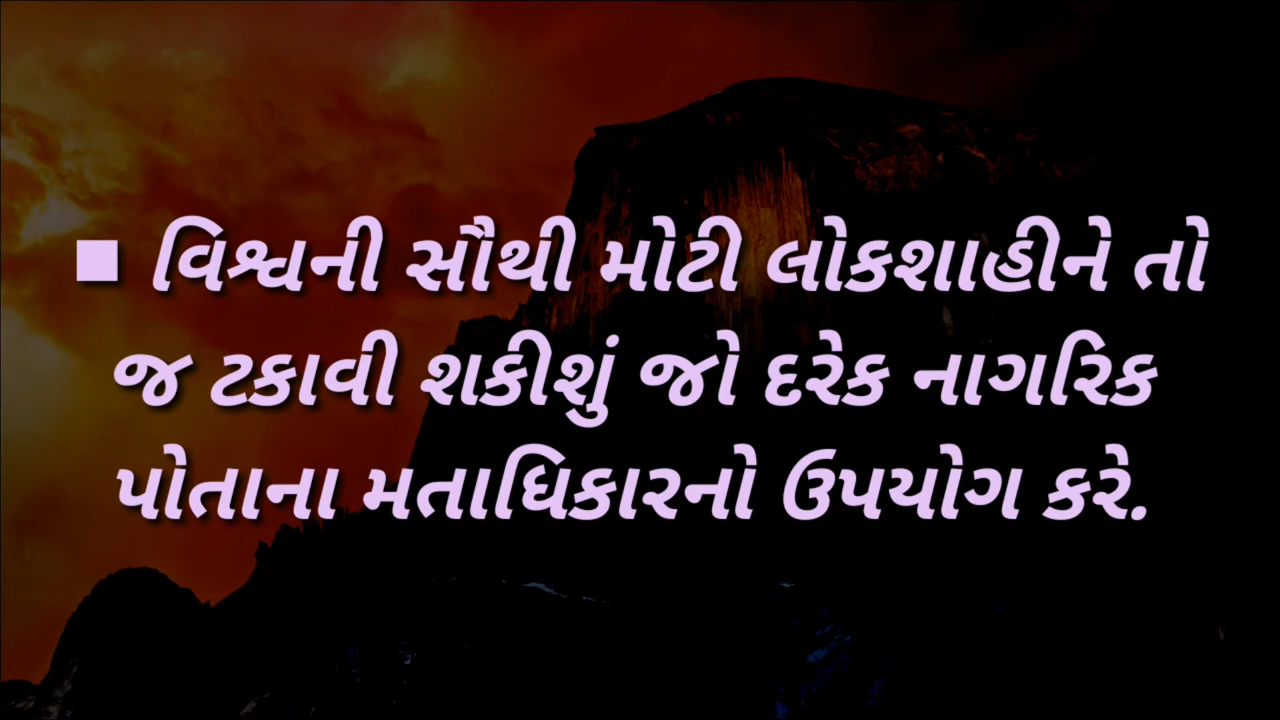 ■ વિશ્વની સૌથી મોટી લોકશાહીને તો
જ ટકાવી શકીશું જો દરેક નાગરિક
પોતાના મતાધિકારનો ઉપયોગ કરે.